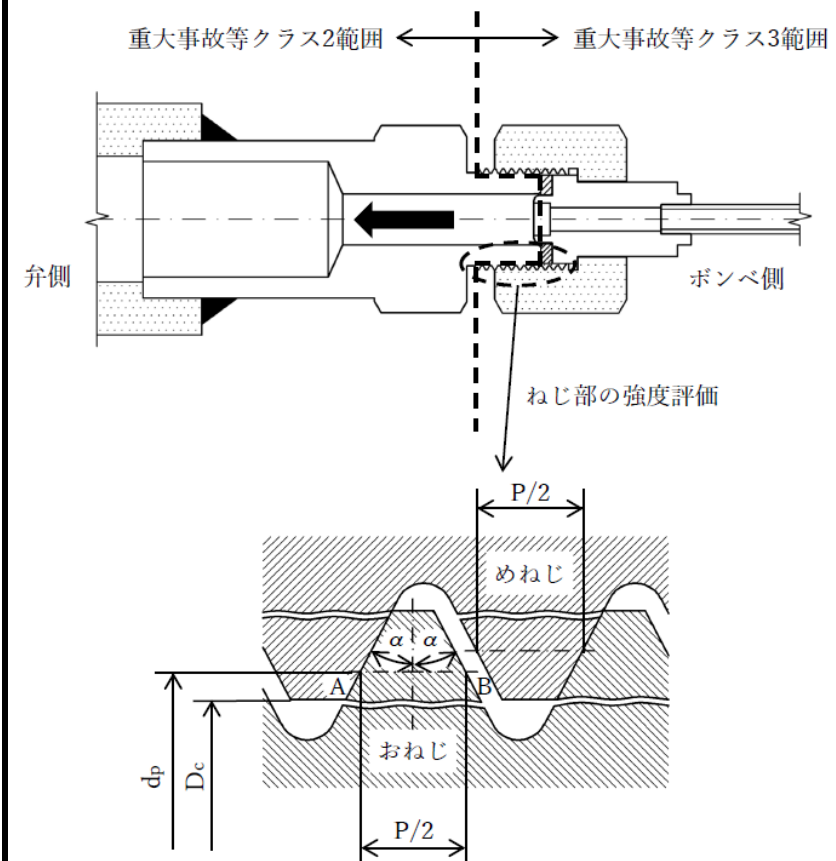 重大事故等クラス2範囲
重大事故等クラス3範囲
弁側
ボンベ側
ねじ部の強度評価
P/2
めねじ
α
α
A
B
おねじ
dp
Dc
P/2